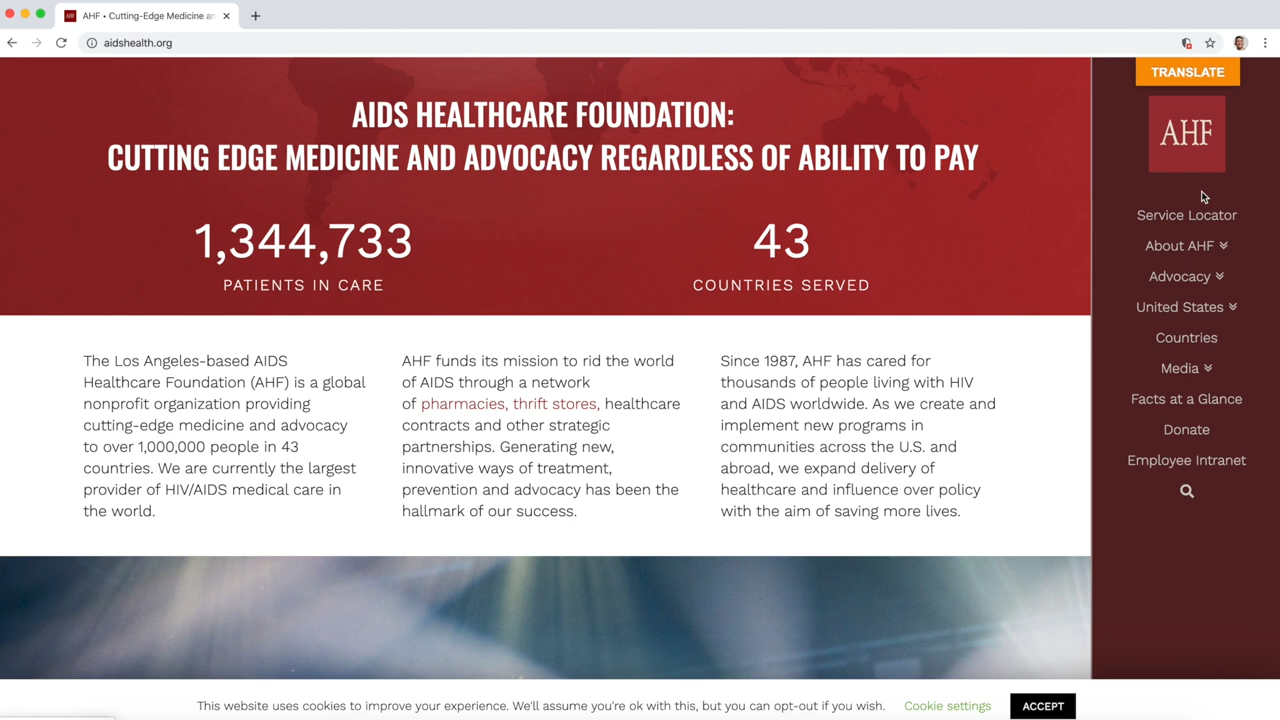 AHF • Cutting-Edge Medicine an
aidshealth.org
TRANSLATE
AHF
Service Locator
About AHF
Advocacy
United States
Countries
Media
Facts at a Glance
Donate
Employee Intranet
AIDS HEALTHCARE FOUNDATION:
CUTTING EDGE MEDICINE AND ADVOCACY REGARDLESS OF ABILITY TO PAY
1,344,733
PATIENTS IN CARE
43
COUNTRIES SERVED
The Los Angeles-based AIDS
Healthcare Foundation (AHF) is a global
nonprofit organization providing
cutting-edge medicine and advocacy
to over 1,000,000 people in 43
countries. We are currently the largest
provider of HIV/AIDS medical care in
the world.
AHF funds its mission to rid the world
of AIDS through a network
of pharmacies, thrift stores, healthcare
contracts and other strategic
partnerships. Generating new,
innovative ways of treatment,
prevention and advocacy has been the
hallmark of our success.
Since 1987, AHF has cared for
thousands of people living with HIV
and AIDS worldwide. As we create and
implement new programs in
communities across the U.S. and
abroad, we expand delivery of
healthcare and influence over policy
with the aim of saving more lives.
This website uses cookies to improve your experience. We'll assume you're ok with this, but you can opt-out if you wish.
Cookie settings
ACCEPT